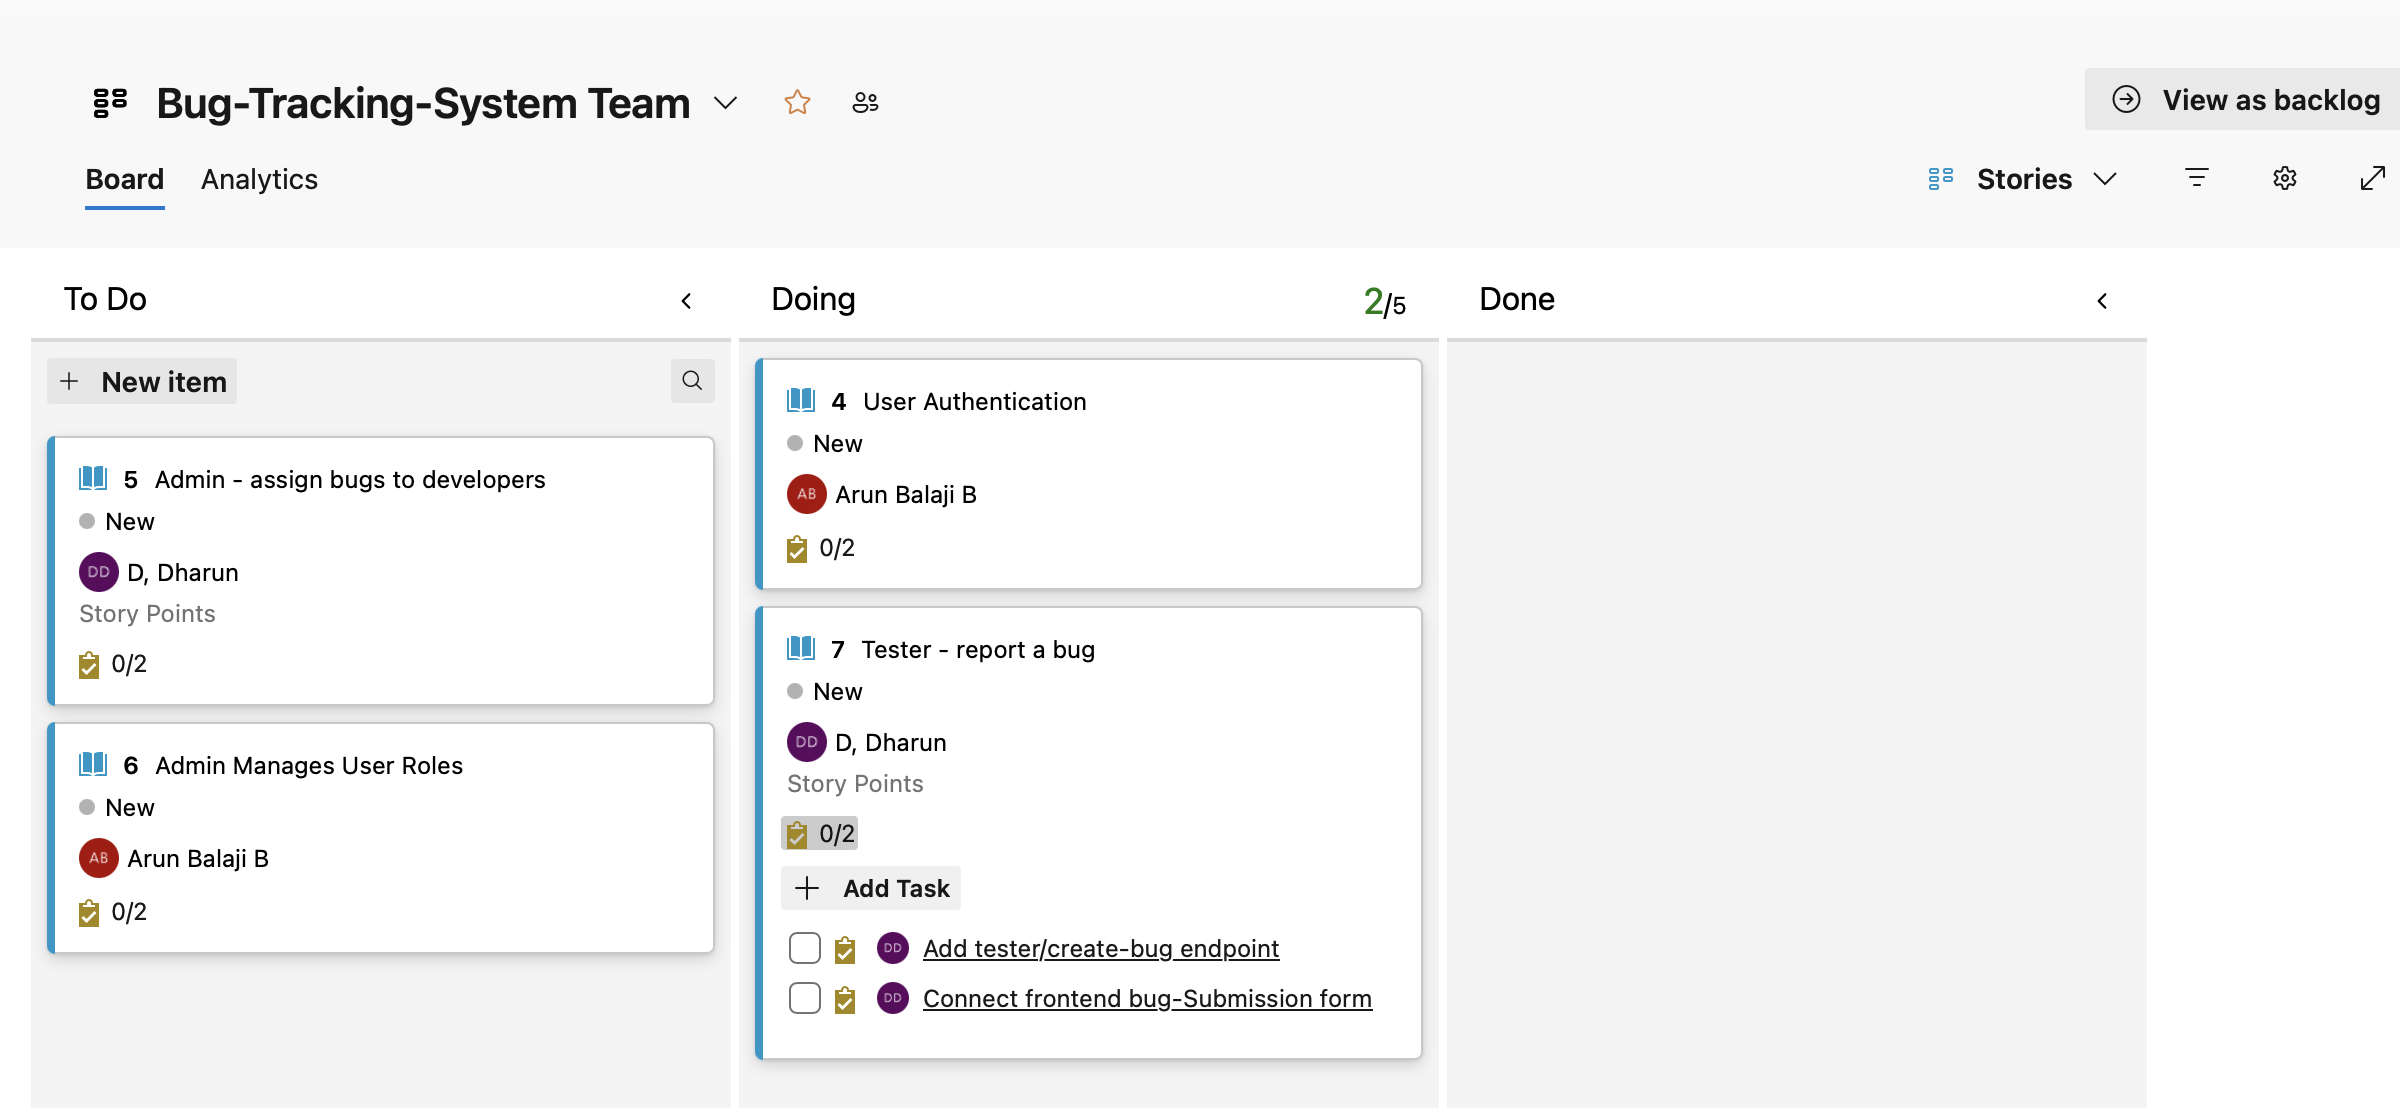 Bug-Tracking-System Team
View as backlog
Board Analytics
Stories
To Do
New item
5 Admin - assign bugs to developers
New
DD D, Dharun
Story Points
0/2
6 Admin Manages User Roles
New
AB Arun Balaji B
0/2
Doing 2/5
4 User Authentication
New
AB Arun Balaji B
0/2
7 Tester - report a bug
New
DD D, Dharun
Story Points
0/2
Add Task
DD Add tester/create-bug endpoint
DD Connect frontend bug-Submission form
Done